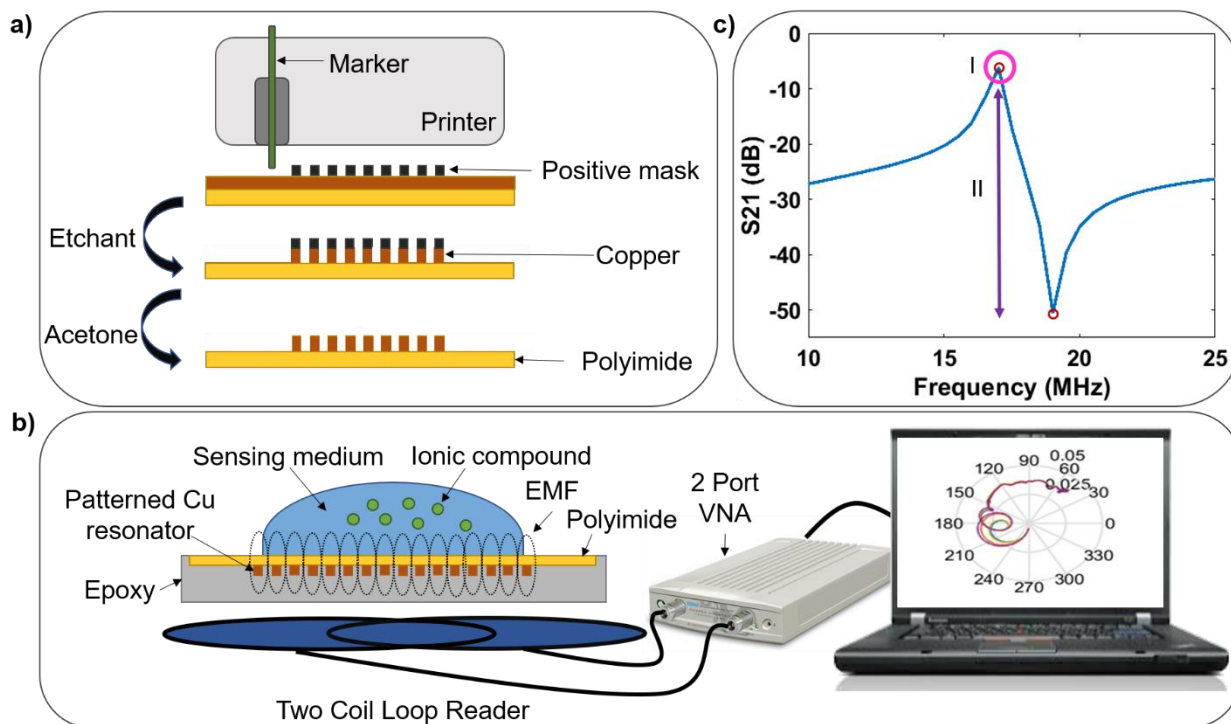 a)
Marker
Printer
Positive mask
Etchant
Copper
Acetone
Polyimide
c)
I
II
0
-10
-20
-30
-40
-50
S21 (dB)
10
15
20
25
Frequency (MHz)
b)
Sensing medium
Ionic compound
EMF
Patterned Cu
resonator
Polyimide
Epoxy
2 Port
VNA
Two Coil Loop Reader
90
0.05
120
60
0.025
150
30
180
0
210
330
240
300
270